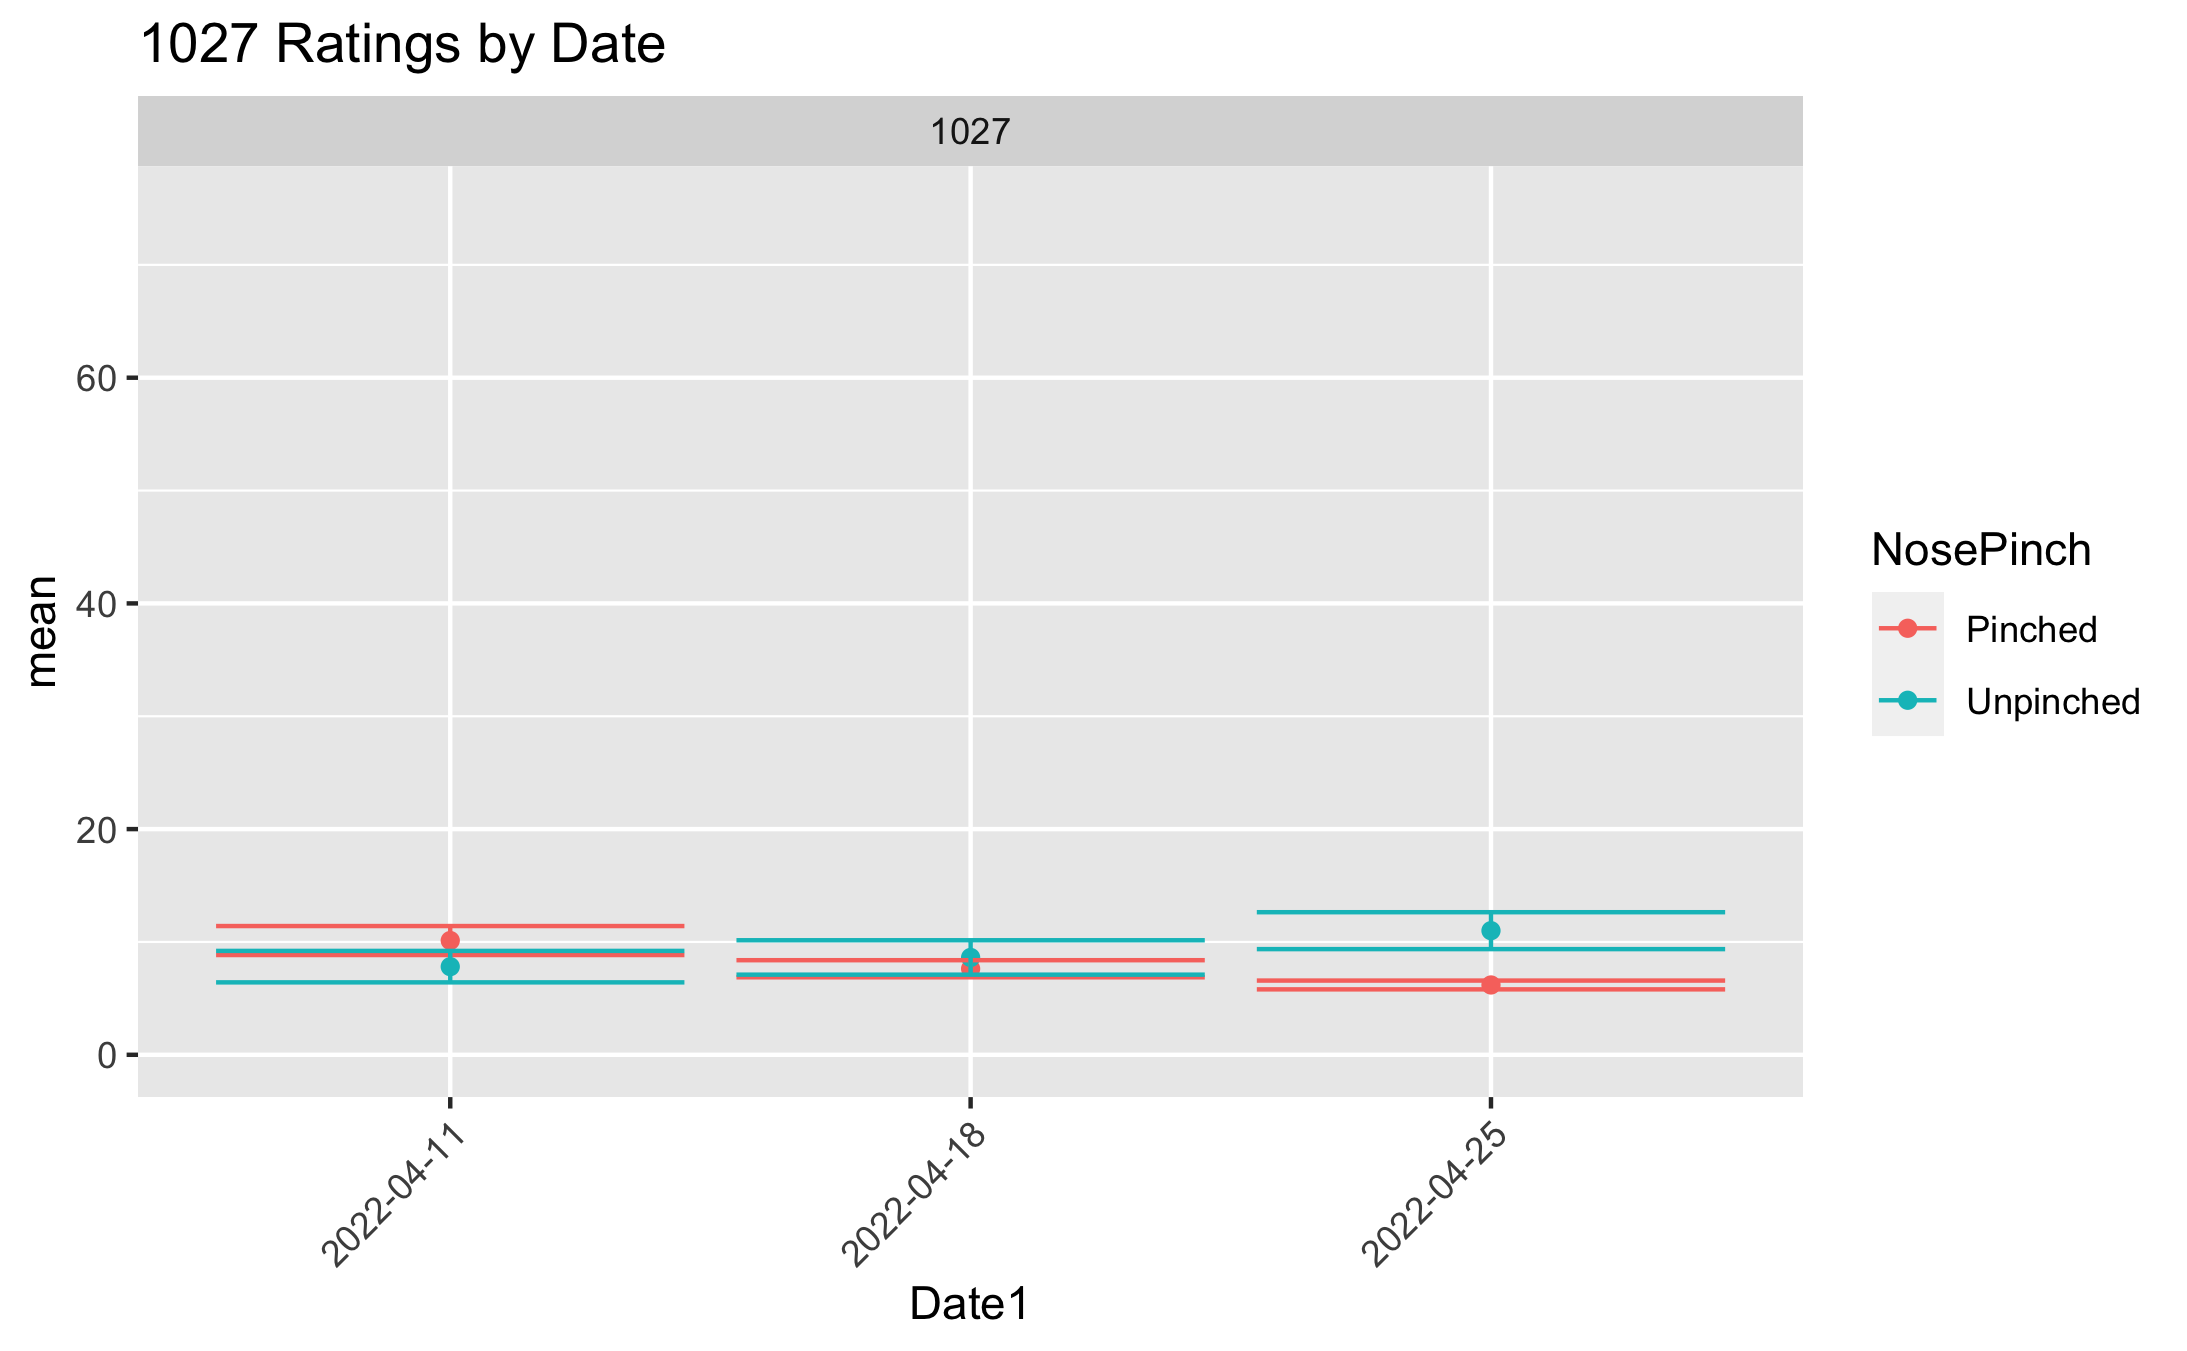 1027 Ratings by Date
1027
mean
60
40
20
0
2022-04-11
2022-04-18
2022-04-25
Date1
NosePinch
Pinched
Unpinched